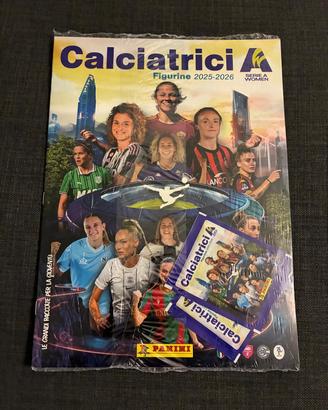 Calciatrici
Figurine 2025-2026
SERIE A
WOMEN
LE GRANDI RACCOLTE PER LA GIOVENTÙ
Calciatrici
Calciatrici
PANINI